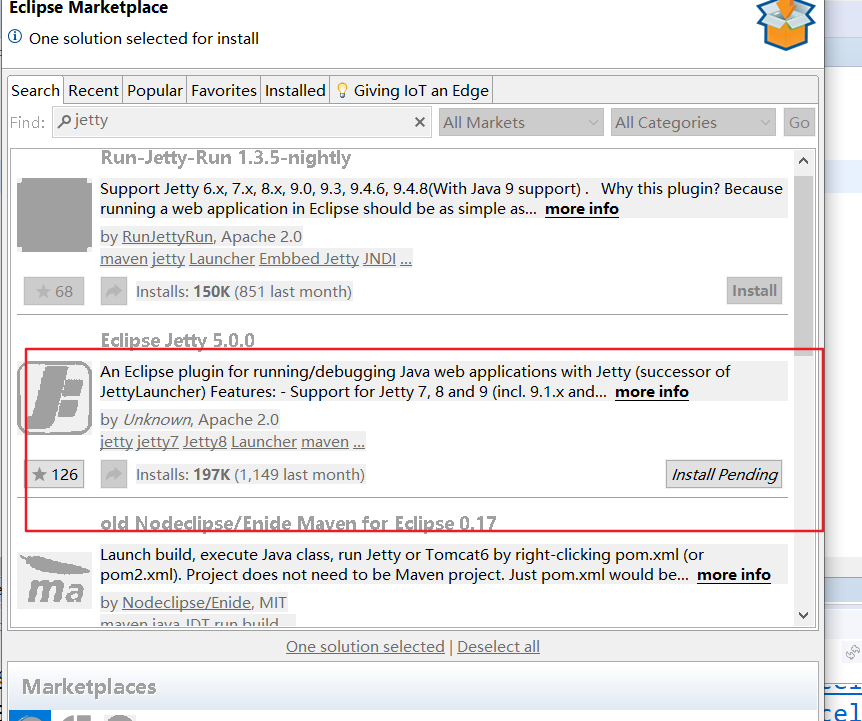 Eclipse Marketplace
One solution selected for install
Search Recent Popular Favorites Installed Giving IoT an Edge
Find: jetty All Markets All Categories Go
Run-Jetty-Run 1.3.5-nightly
Support Jetty 6.x, 7.x, 8.x, 9.0, 9.3, 9.4.6, 9.4.8(With Java 9 support) . Why this plugin? Because
running a web application in Eclipse should be as simple as... more info
by RunJettyRun, Apache 2.0
maven jetty Launcher Embbed Jetty JNDI ...
68 Installs: 150K (851 last month) Install
Eclipse Jetty 5.0.0
An Eclipse plugin for running/debugging Java web applications with Jetty (successor of
JettyLauncher) Features: - Support for Jetty 7, 8 and 9 (incl. 9.1.x and... more info
by Unknown, Apache 2.0
jetty jetty7 Jetty8 Launcher maven ...
126 Installs: 197K (1,149 last month) Install Pending
old Nodeclipse/Enide Maven for Eclipse 0.17
Launch build, execute Java class, run Jetty or Tomcat6 by right-clicking pom.xml (or
pom2.xml). Project does not need to be Maven project. Just pom.xml would be... more info
ma
by Nodeclipse/Enide, MIT
maven java JDT run build
One solution selected | Deselect all
Marketplaces
cel